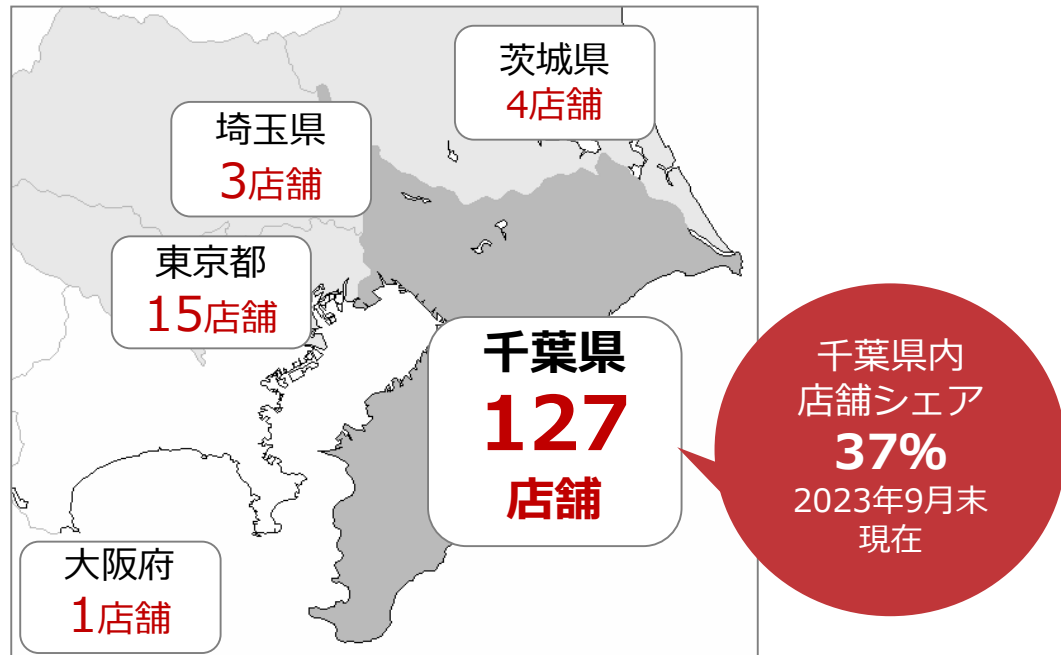 茨城県
4店舗
埼玉県
3店舗
東京都
15店舗
千葉県
127
店舗
千葉県内
店舗シェア
37%
2023年9月末
現在
大阪府
1店舗